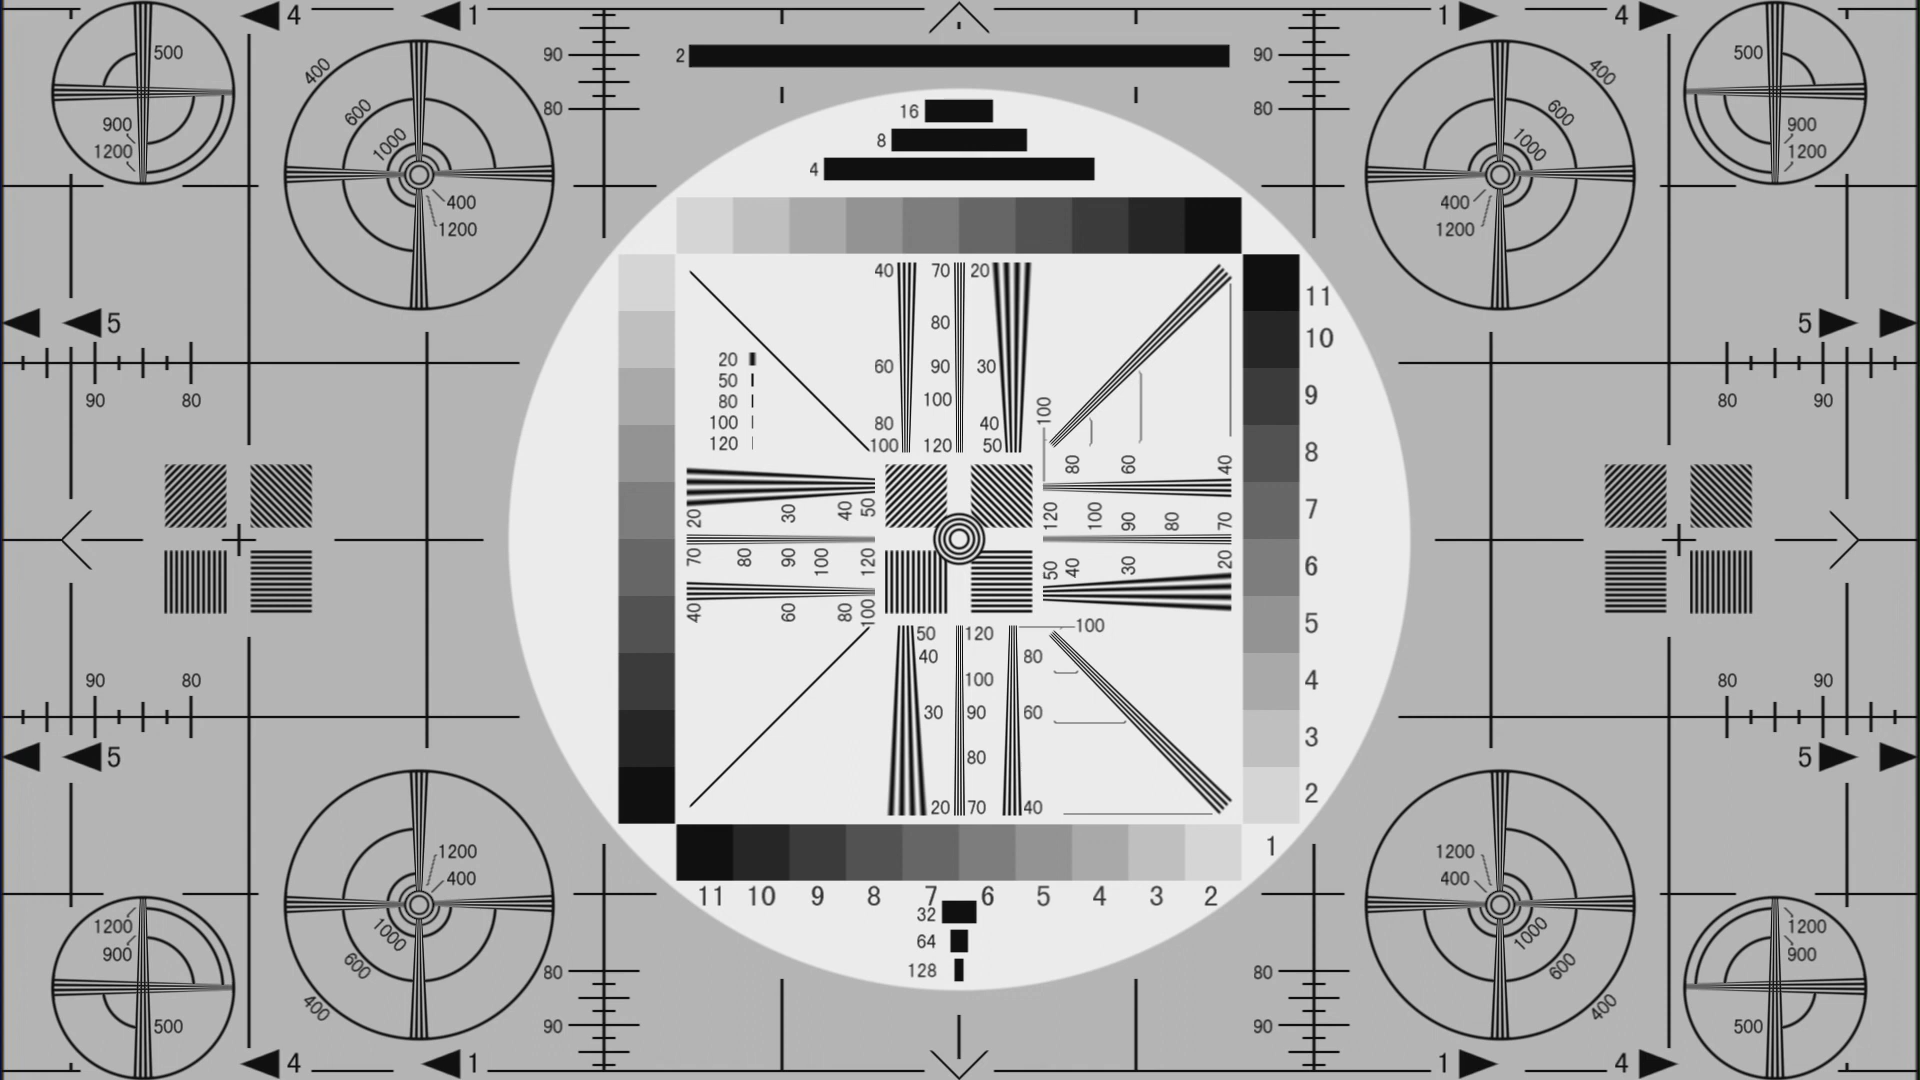 4 1 1 4
500 90 2 90 500
400 400
80 16 80
600 8 600
900 900
1000 1000
1200 4 1200
400 400
1200 1200
40 70 20
11
5 80 5
10
20 60 90 30
50
80 100 9
90 80 100 80 90
100 80 40 100
120 100 120 50 8
80 60 40
20 30 40 50 7
120 100 90 80 70
70 80 90 100 120 6
50 40 30 20
40 60 80 100 5
50 120 100
40 80
90 80 100 4 80 90
30 90 60
3
5 80 5
2
20 70 40
1
1200 1200
400 400
11 10 9 8 7 6 5 4 3 2
32
1200 1200
1000 64 1000
900 900
600 600
80 128 80
400 400
500 90 90 500
4 1 1 4